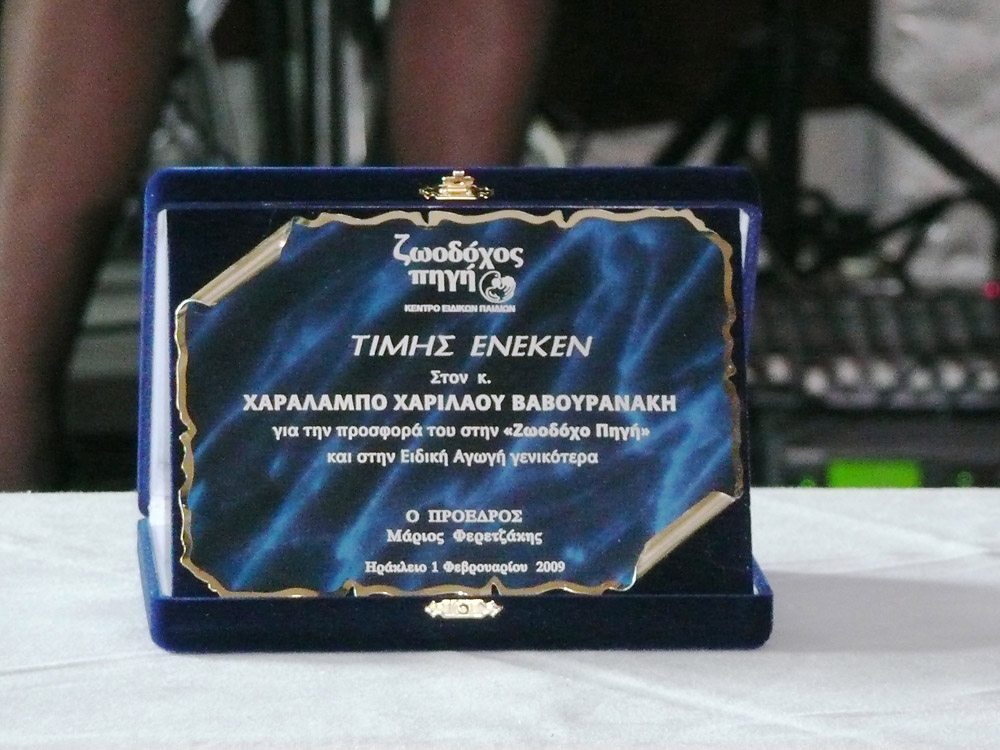 ζωοδόχος
πηγή
ΚΕΝΤΡΟ ΕΙΔΙΚΩΝ ΠΑΙΔΙΩΝ
ΤΙΜΗΣ ΕΝΕΚΕΝ
Στον κ.
ΧΑΡΑΛΑΜΠΟ ΧΑΡΙΛΑΟΥ ΒΑΒΟΥΡΑΝΑΚΗ
για την προσφορά του στην «Ζωοδόχο Πηγή»
και στην Ειδική Αγωγή γενικότερα
Ο ΠΡΟΕΔΡΟΣ
Μάριος Φερετζάκης
Ηράκλειο 1 Φεβρουαρίου 2009